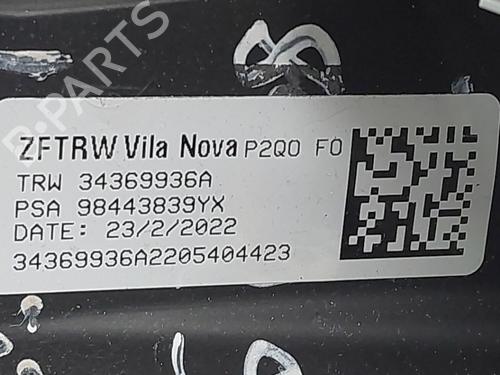 B-PARTS
ZFTRW Vila Nova P2Q0 F0
TRW 34369936A
PSA 98443839YX
DATE: 23/2/2022
34369936A2205404423